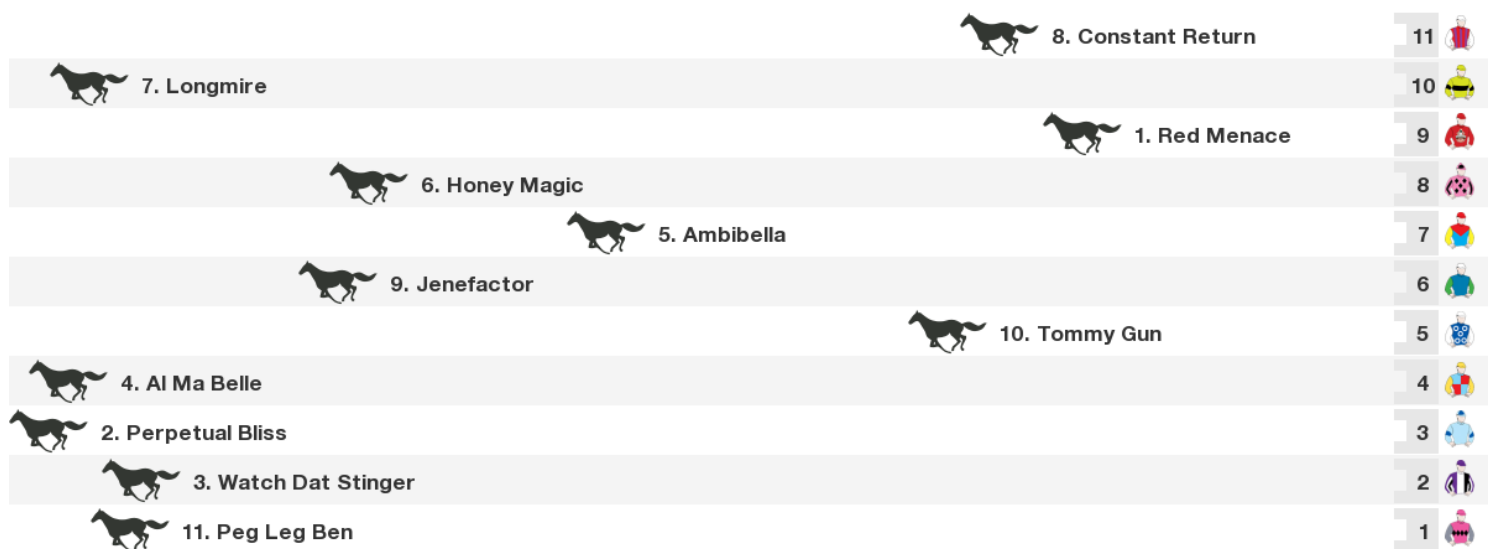 8. Constant Return 11
7. Longmire 10
1. Red Menace 9
6. Honey Magic 8
5. Ambibella 7
9. Jenefactor 6
10. Tommy Gun 5
4. Al Ma Belle 4
2. Perpetual Bliss 3
3. Watch Dat Stinger 2
11. Peg Leg Ben 1